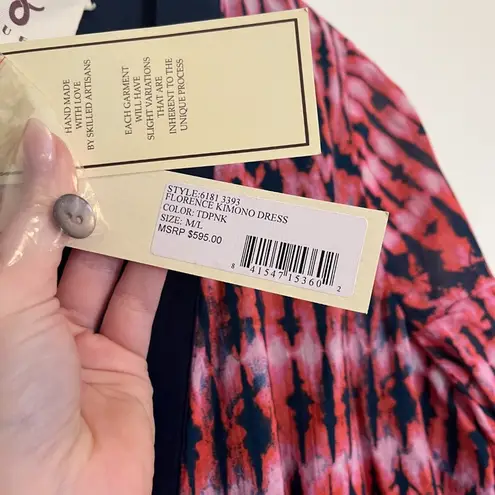 HAND MADE
WITH LOVE
BY SKILLED ARTISANS
EACH GARMENT
WILL HAVE
SLIGHT VARIATIONS
THAT ARE
INHERENT TO THE
UNIQUE PROCESS
STYLE:6181 3393
FLORENCE KIMONO DRESS
COLOR: TDPNK
SIZE: M/L
MSRP $595.00
8 41547 15360 2